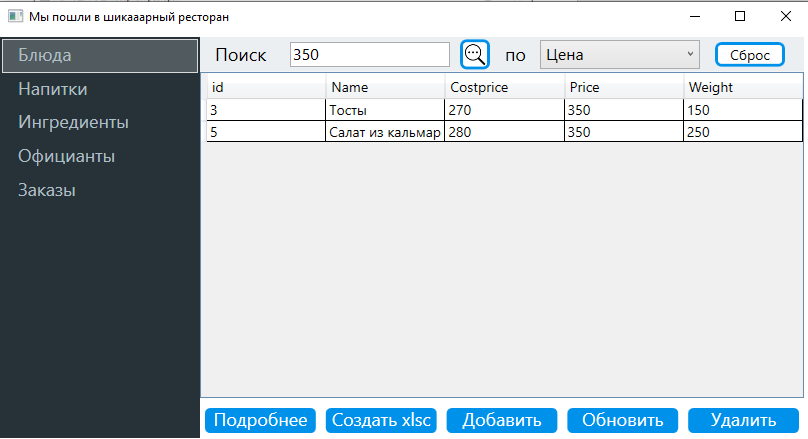 Мы пошли в шикааарный ресторан
Блюда
Напитки
Ингредиенты
Официанты
Заказы
Поиск 350 по Цена Сброс
id Name Costprice Price Weight
3 Тосты 270 350 150
5 Салат из кальмар 280 350 250
Подробнее Создать xlsc Добавить Обновить Удалить